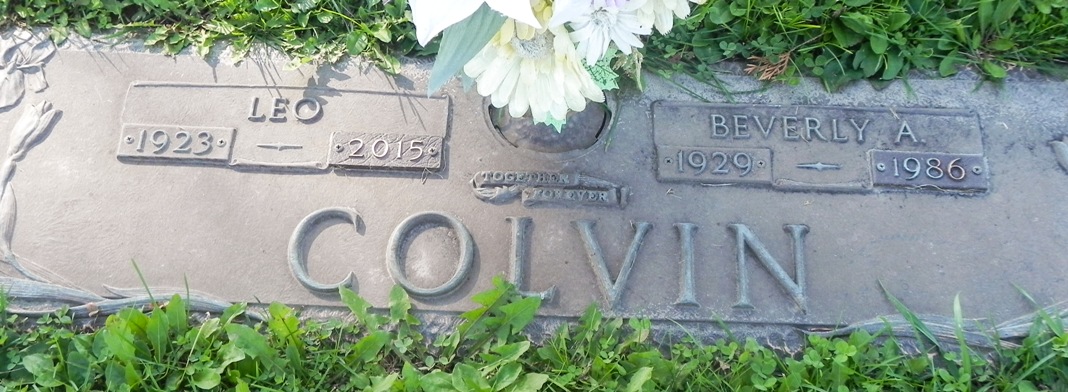 LEO
1923 - 2015
TOGETHER
FOREVER
BEVERLY A.
1929 - 1986
COLVIN